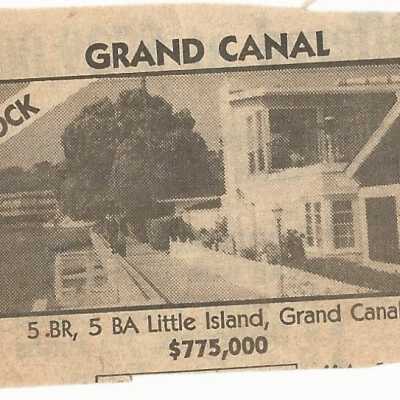 GRAND CANAL
OCK
5 BR, 5 BA Little Island, Grand Canal
$775,000